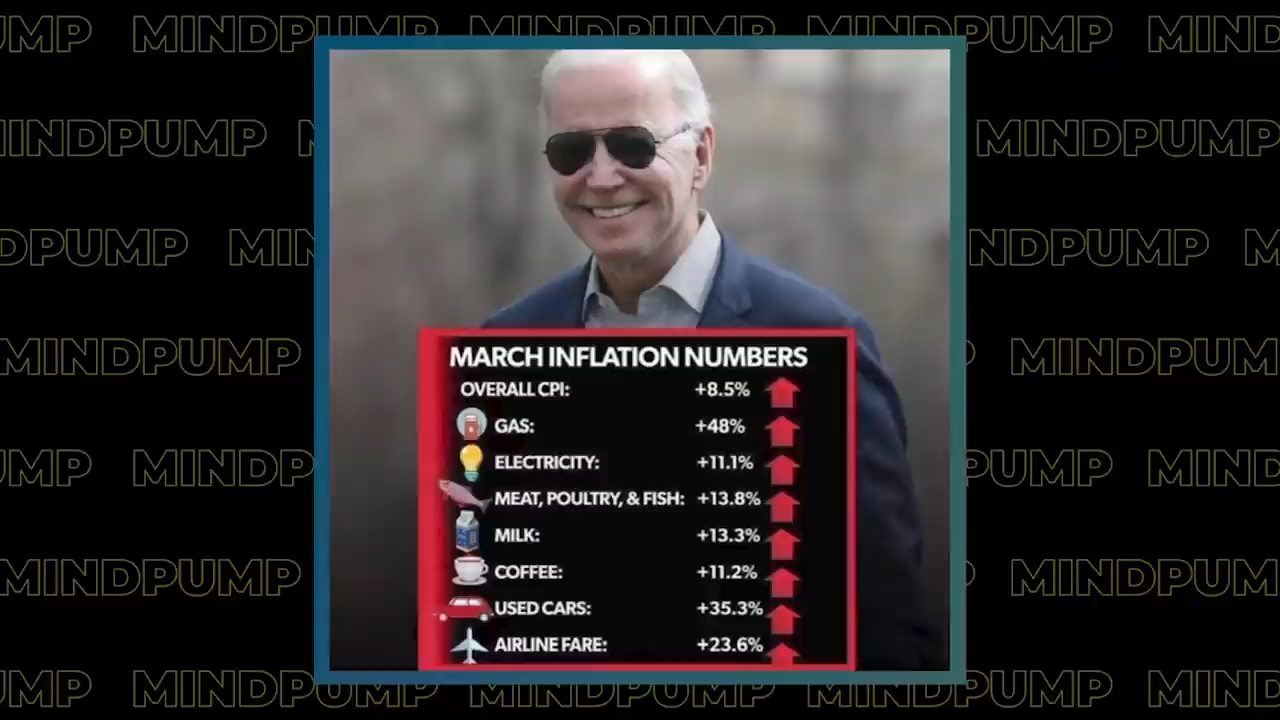 MINDPUMP
MARCH INFLATION NUMBERS
OVERALL CPI: +8.5%
GAS: +48%
ELECTRICITY: +11.1%
MEAT, POULTRY, & FISH: +13.8%
MILK: +13.3%
COFFEE: +11.2%
USED CARS: +35.3%
AIRLINE FARE: +23.6%